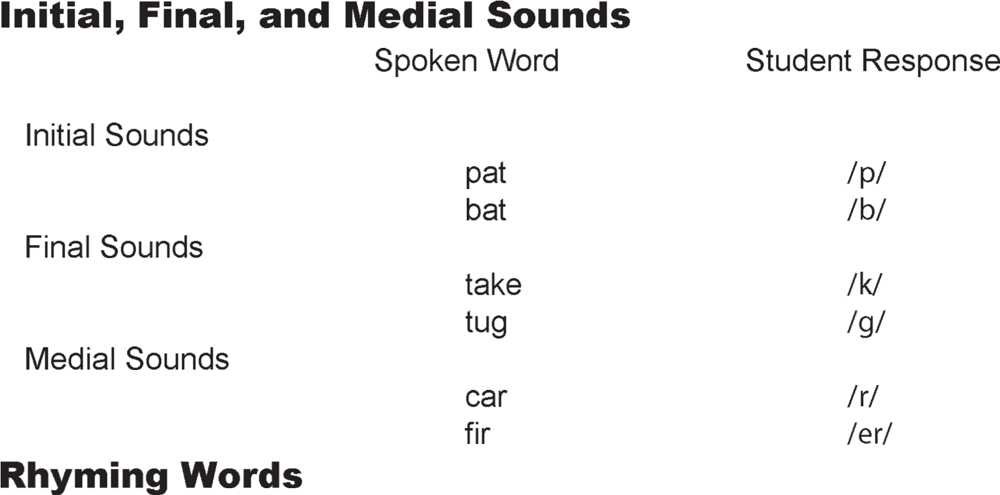 Initial, Final, and Medial Sounds
Spoken Word Student Response
Initial Sounds
pat /p/
bat /b/
Final Sounds
take /k/
tug /g/
Medial Sounds
car /r/
fir /er/
Rhyming Words